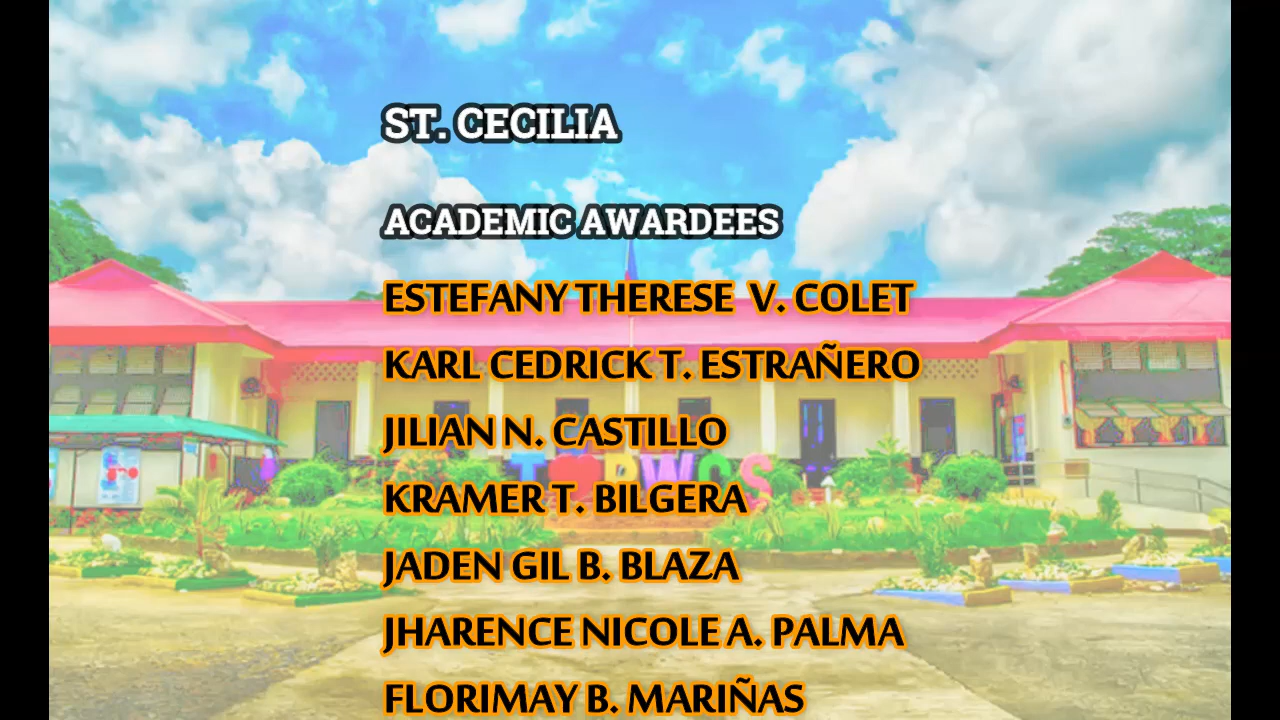 ST. CECILIA
ACADEMIC AWARDEES
ESTEFANY THERESE V. COLET
KARL CEDRICK T. ESTRAÑERO
JILIAN N. CASTILLO
KRAMER T. BILGERA
JADEN GIL B. BLAZA
JHARENCE NICOLE A. PALMA
FLORIMAY B. MARIÑAS